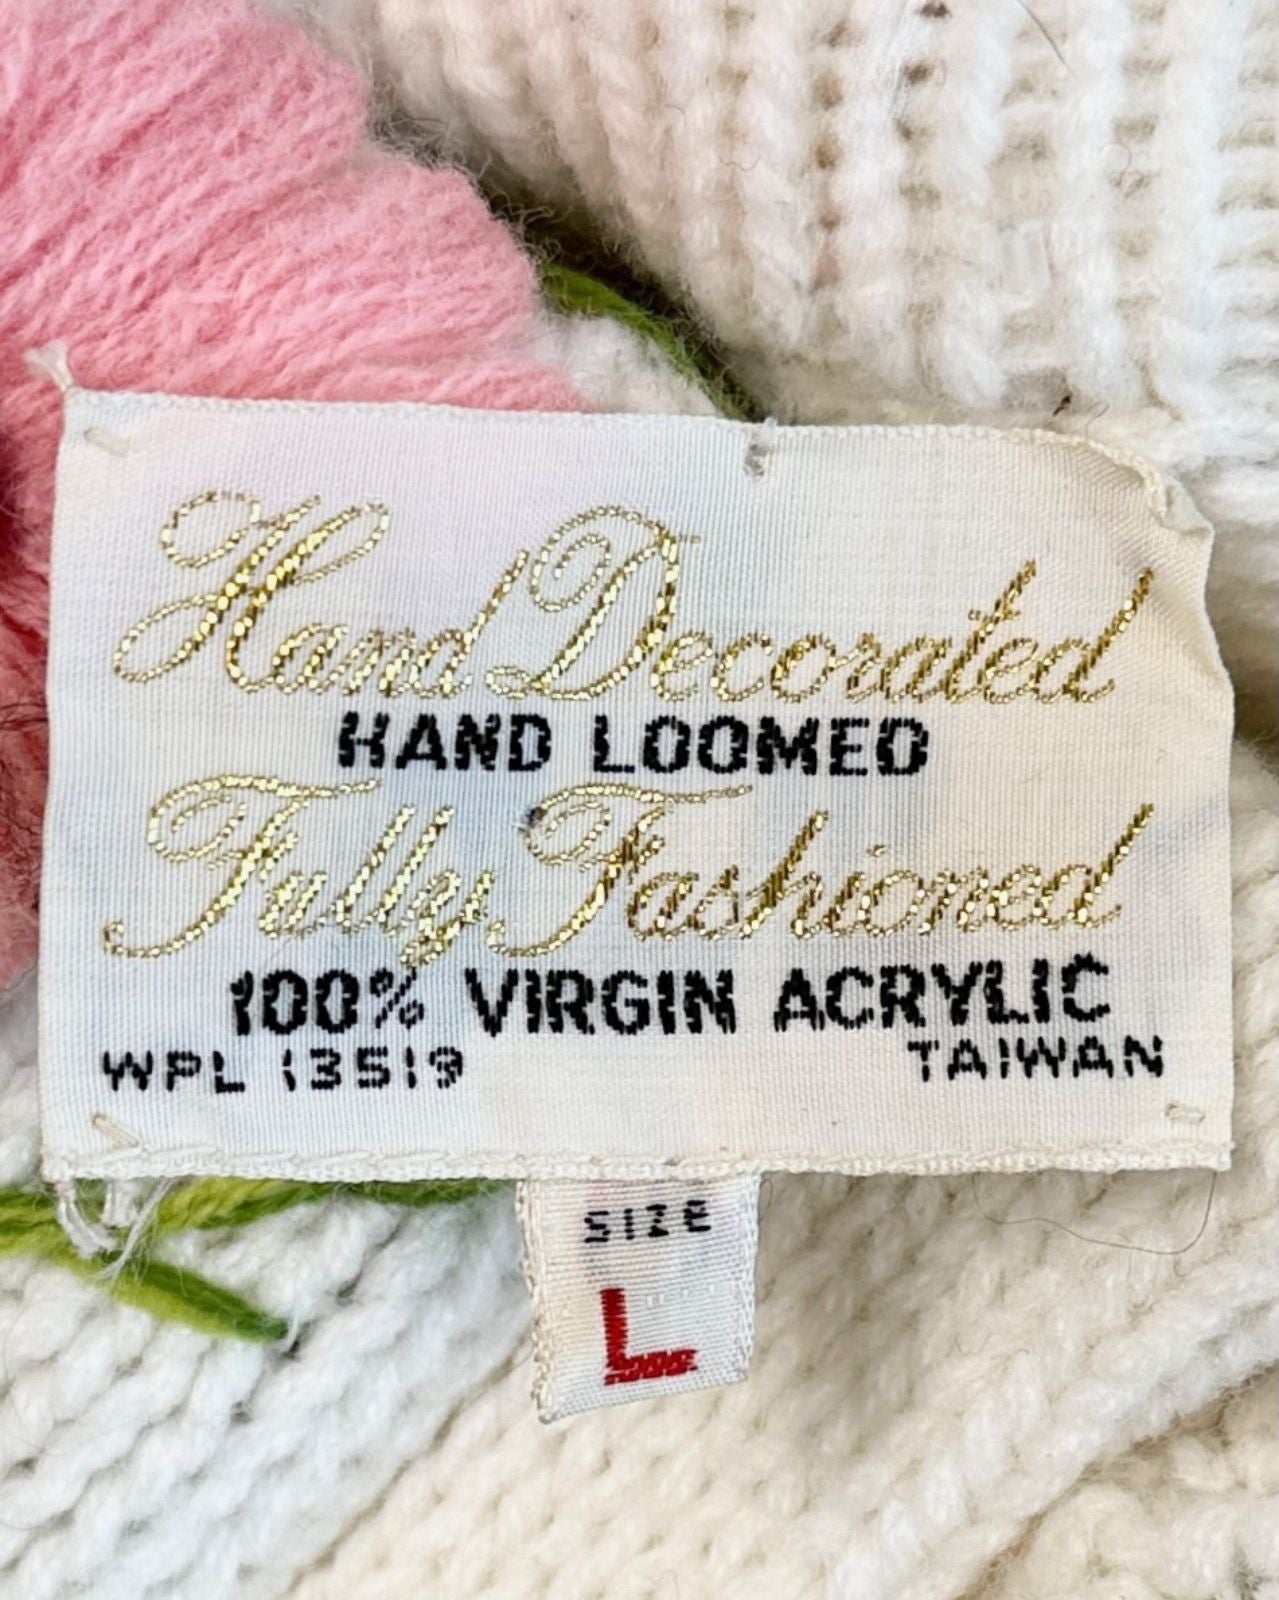 Hand Decorated
HAND LOOMED
Fully Fashioned
100% VIRGIN ACRYLIC
WPL 13519 TAIWAN
SIZE
L